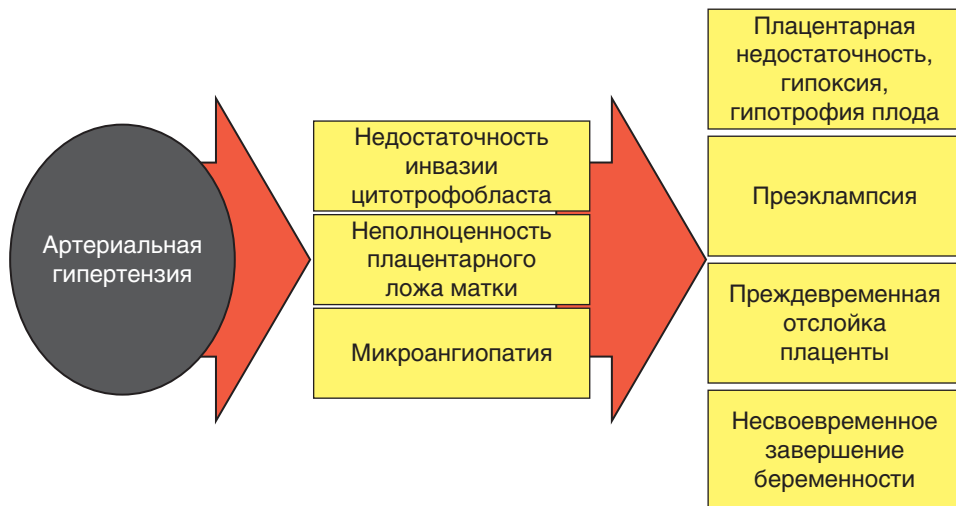 Артериальная
гипертензия
Недостаточность
инвазии
цитотрофобласта
Неполноценность
плацентарного
ложа матки
Микроангиопатия
Плацентарная
недостаточность,
гипоксия,
гипотрофия плода
Преэклампсия
Преждевременная
отслойка
плаценты
Несвоевременное
завершение
беременности